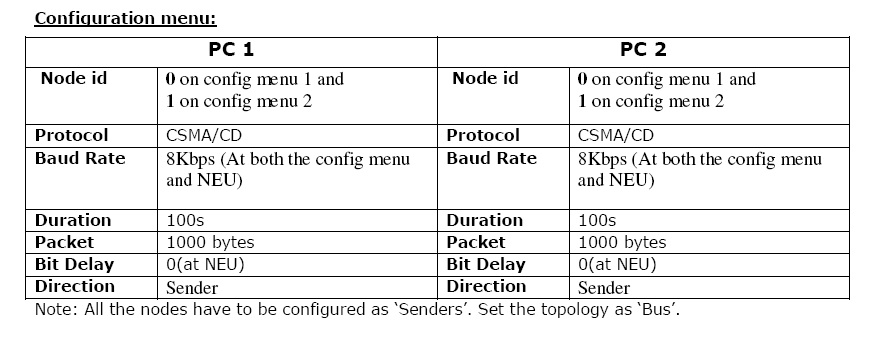 Configuration menu:
PC 1 PC 2
Node id 0 on config menu 1 and Node id 0 on config menu 1 and
1 on config menu 2 1 on config menu 2
Protocol CSMA/CD Protocol CSMA/CD
Baud Rate 8Kbps (At both the config menu Baud Rate 8Kbps (At both the config menu
and NEU) and NEU)
Duration 100s Duration 100s
Packet 1000 bytes Packet 1000 bytes
Bit Delay 0(at NEU) Bit Delay 0(at NEU)
Direction Sender Direction Sender
Note: All the nodes have to be configured as ‘Senders’. Set the topology as ‘Bus’.